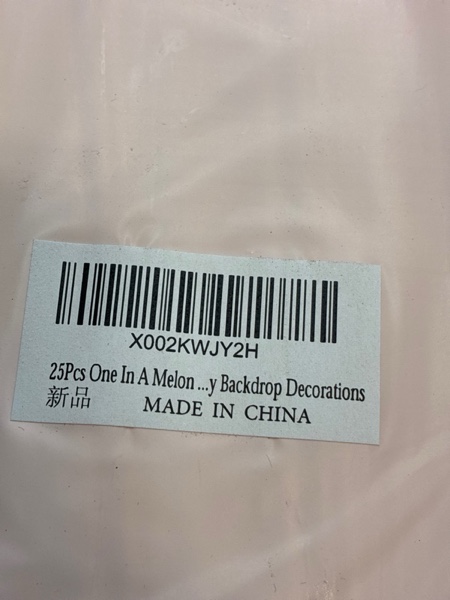 X002KWJY2H
25Pcs One In A Melon ...y Backdrop Decorations
新品
MADE IN CHINA